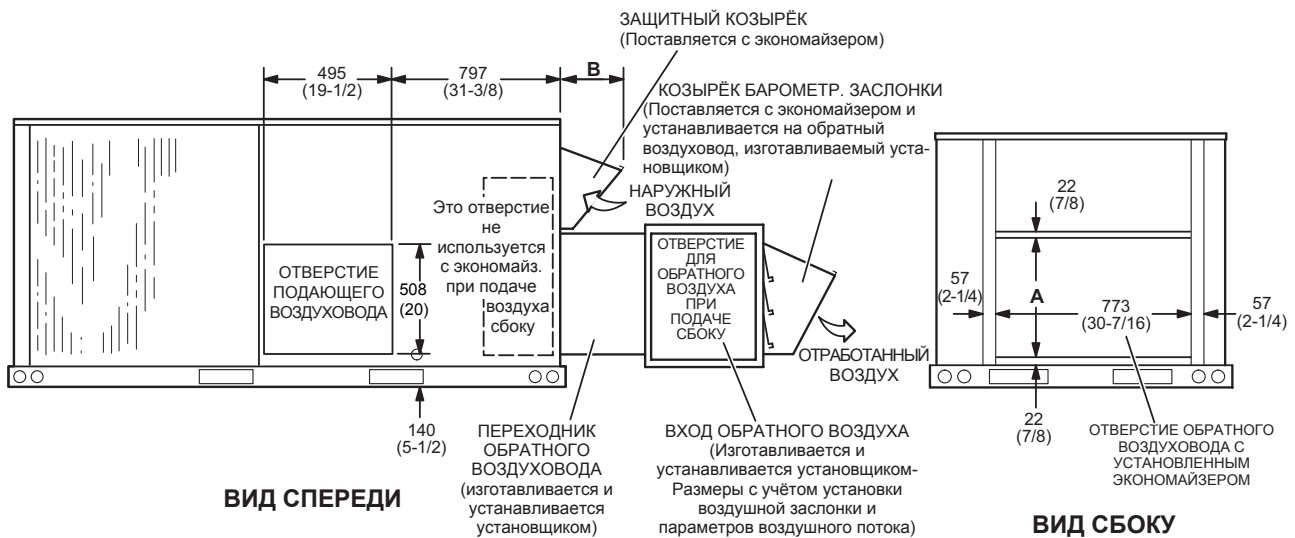 ЗАЩИТНЫЙ КОЗЫРЁК
(Поставляется с экономайзером)
495
(19-1/2)
797
(31-3/8)
B
КОЗЫРЁК БАРОМЕТР. ЗАСЛОНКИ
(Поставляется с экономайзером и
устанавливается на обратный
воздуховод, изготавливаемый уста-
новщиком)
НАРУЖНЫЙ
ВОЗДУХ
Это отверстие
не
используется
с экономайз.
при подаче
воздуха
сбоку
ОТВЕРСТИЕ
ПОДАЮЩЕГО
ВОЗДУХОВОДА
508
(20)
ОТВЕРСТИЕ
ДЛЯ
ОБРАТНОГО
ВОЗДУХА
ПРИ
ПОДАЧЕ
СБОКУ
ОТРАБОТАННЫЙ
ВОЗДУХ
140
(5-1/2)
ПЕРЕХОДНИК
ОБРАТНОГО
ВОЗДУХОВОДА
(изготавливается и
устанавливается
установщиком)
ВХОД ОБРАТНОГО ВОЗДУХА
(Изготавливается и
устанавливается установщиком-
Размеры с учётом установки
воздушной заслонки и
параметров воздушного потока)
ВИД СПЕРЕДИ
22
(7/8)
57
(2-1/4)
A
773
(30-7/16)
57
(2-1/4)
22
(7/8)
ОТВЕРСТИЕ ОБРАТНОГО
ВОЗДУХОВОДА С
УСТАНОВЛЕННЫМ
ЭКОНОМАЙЗЕРОМ
ВИД СБОКУ